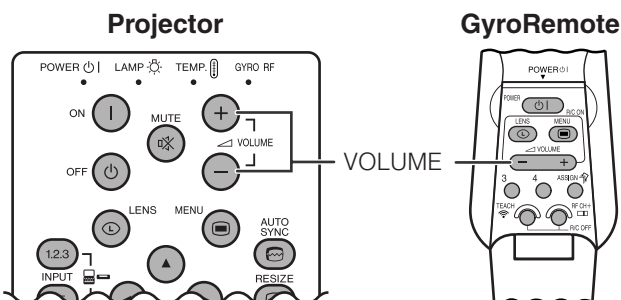 Projector
GyroRemote
POWER LAMP TEMP. GYRO RF
ON
MUTE
VOLUME
OFF
LENS MENU
AUTO
SYNC
1.2.3
INPUT
RESIZE
VOLUME
POWER
POWER
R/C ON
LENS MENU
VOLUME
3 4 ASSIGN
TEACH
RF CH+
R/C OFF